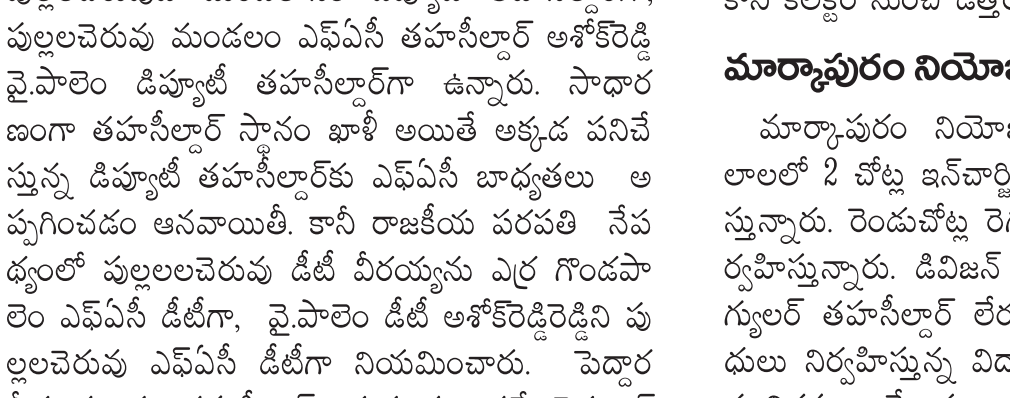 పుల్లలచెరువు మండలం ఎఫ్ఏసీ తహసీల్దార్ అశోక్‌రెడ్డి
వై.పాలెం డిప్యూటీ తహసీల్దార్‌గా ఉన్నారు. సాధార
ణంగా తహసీల్దార్ స్థానం ఖాళీ అయితే అక్కడ పనిచే
స్తున్న డిప్యూటీ తహసీల్దార్‌కు ఎఫ్ఏసీ బాధ్యతలు అ
ప్పగించడం ఆనవాయితీ. కానీ రాజకీయ పరపతి నేప
థ్యంలో పుల్లలలచెరువు డీటీ వీరయ్యను ఎర్ర గొండపా
లెం ఎఫ్ఏసీ డీటీగా, వై.పాలెం డీటీ అశోక్‌రెడ్డిరెడ్డిని పు
ల్లలచెరువు ఎఫ్ఏసీ డీటీగా నియమించారు. పెద్దార
మార్కాపురం
మార్కాపురం
లాలలో 2 చోట్ల ఇన్‌చార్జి
స్తున్నారు. రెండుచోట్ల
ర్వహిస్తున్నారు. డివిజన్
గ్యులర్ తహసీల్దార్
ధులు నిర్వహిస్తున్న